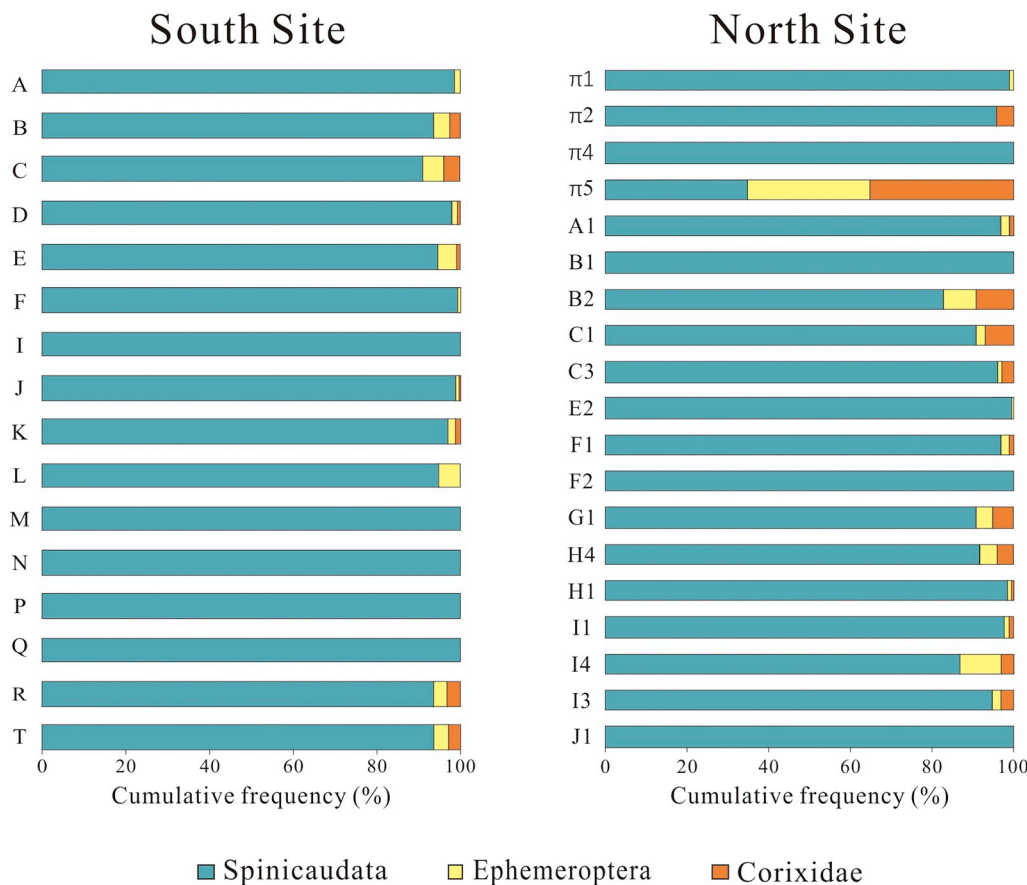 South Site
A
B
C
D
E
F
I
J
K
L
M
N
P
Q
R
T
0 20 40 60 80 100
Cumulative frequency (%)
North Site
π1
π2
π4
π5
A1
B1
B2
C1
C3
E2
F1
F2
G1
H4
H1
I1
I4
I3
J1
0 20 40 60 80 100
Cumulative frequency (%)
Spinicaudata Ephemeroptera Corixidae